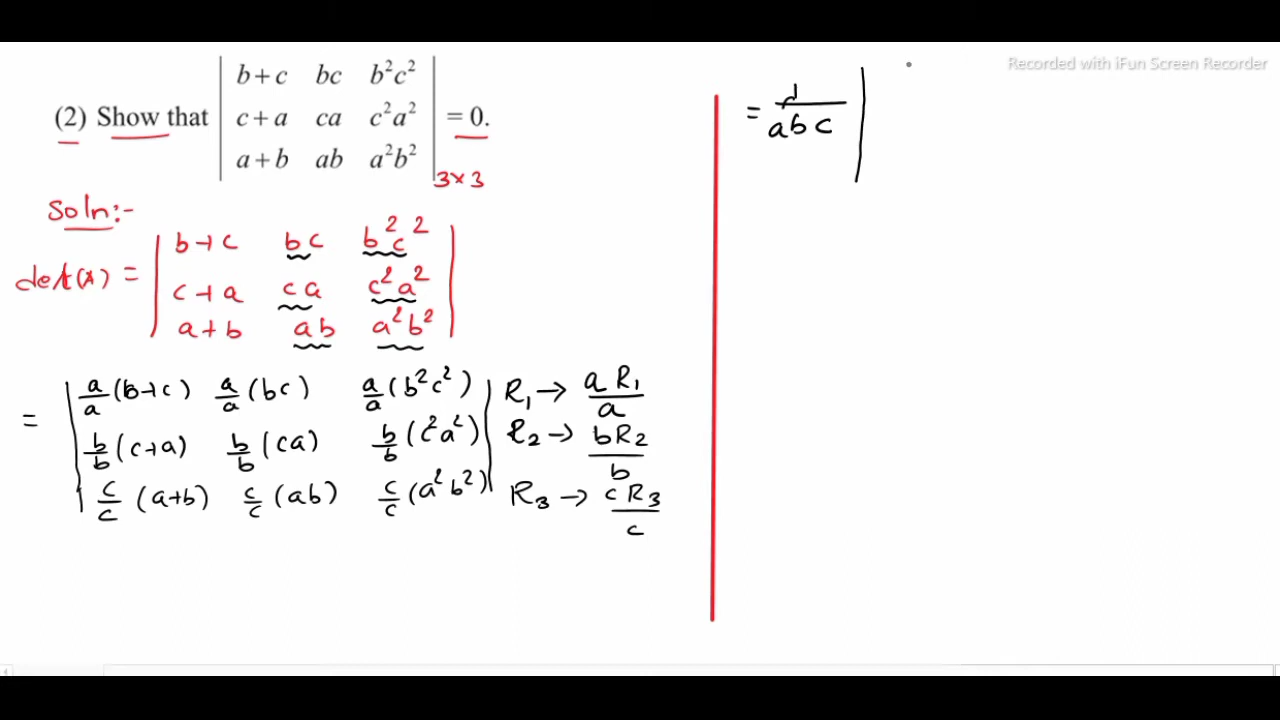 (2) Show that | b+c bc b²c² |
| c+a ca c²a² | = 0.
| a+b ab a²b² | 3×3
Soln:-
det(A) = | b+c bc b²c² |
| c+a ca c²a² |
| a+b ab a²b² |
= | a/a (b+c) a/a (bc) a/a (b²c²) | R₁ → aR₁/a
| b/b (c+a) b/b (ca) b/b (c²a²) | R₂ → bR₂/b
| c/c (a+b) c/c (ab) c/c (a²b²) | R₃ → cR₃/c
= 1/abc |
Recorded with iFun Screen Recorder